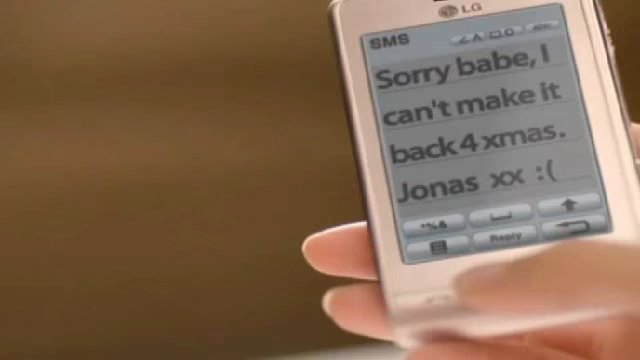 LG
SMS
Sorry babe, I
can't make it
back 4 xmas.
Jonas xx :(
*%&
Reply